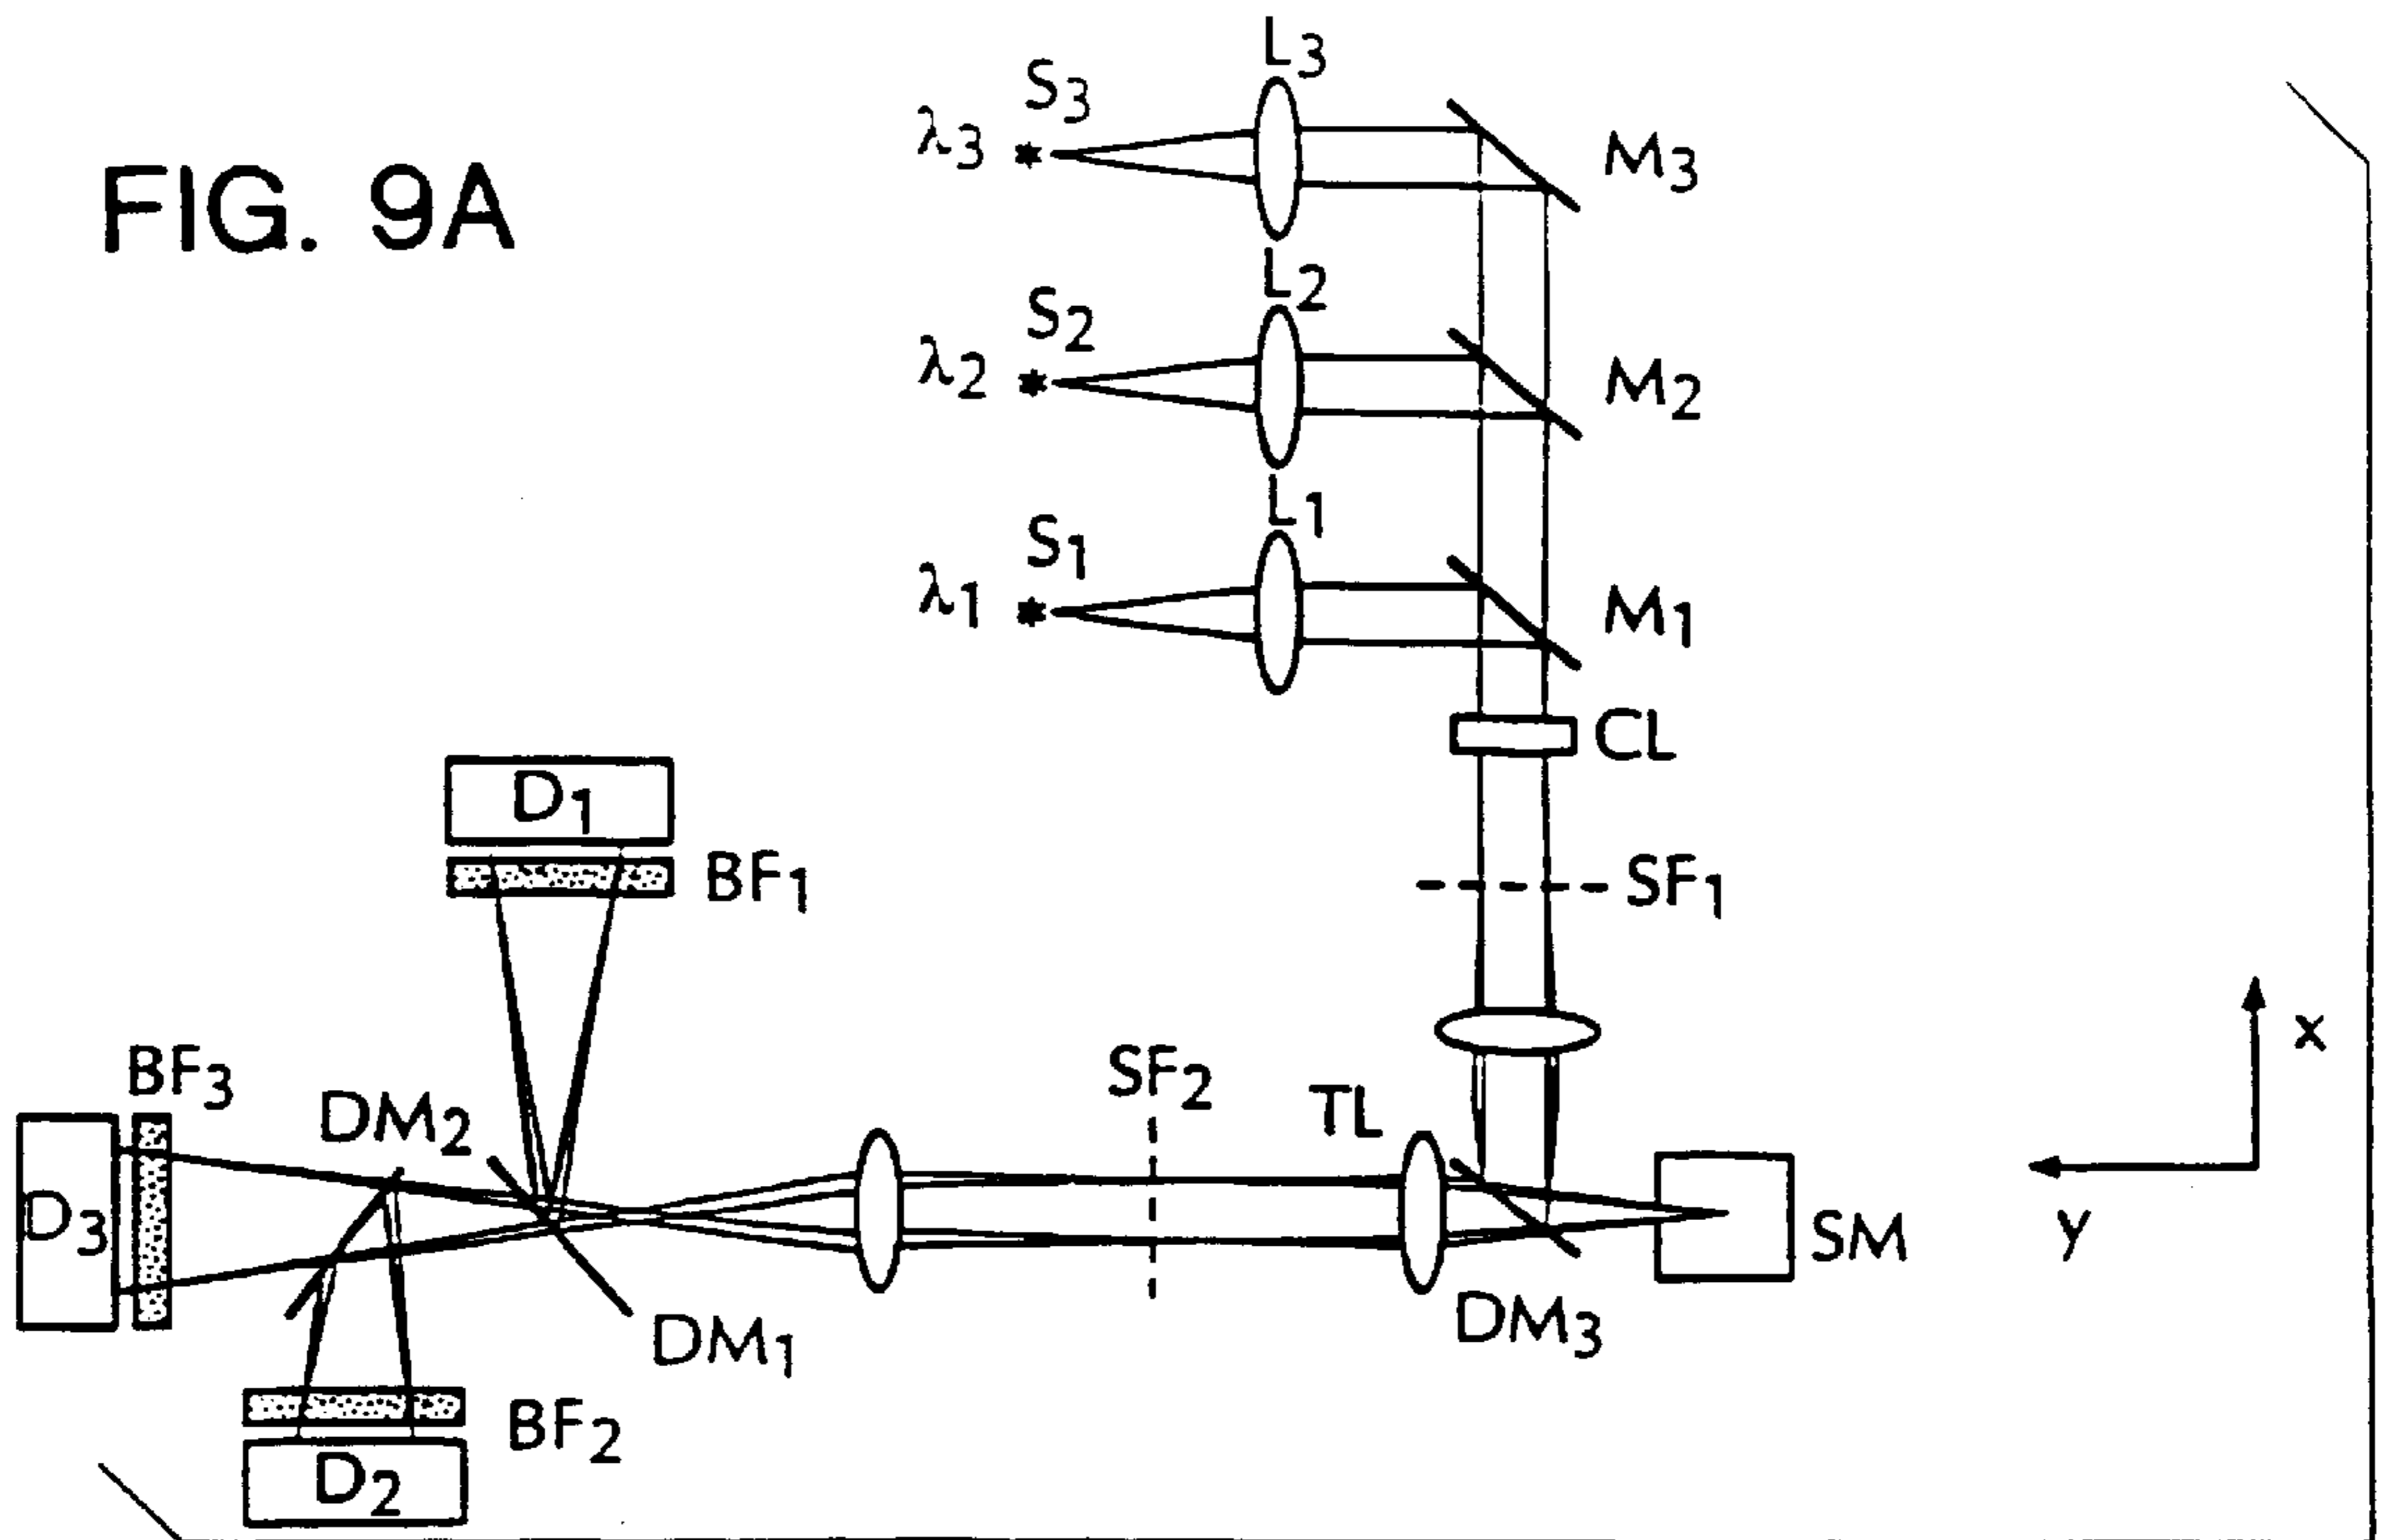 FIG. 9A
L3
S3
λ3
M3
L2
S2
λ2
M2
L1
S1
λ1
M1
CL
D1
BF1
SF1
x
BF3
DM2
SF2
TL
D3
SM
y
DM1
DM3
BF2
D2